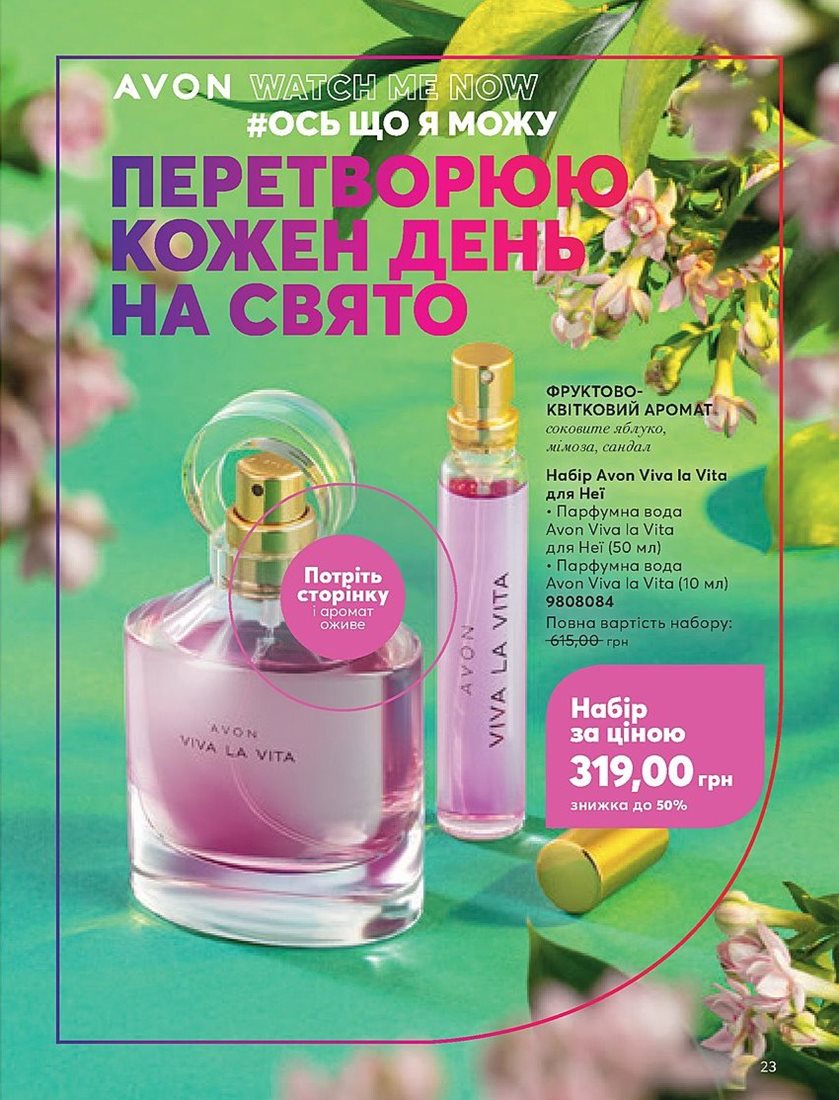 AVON WATCH ME NOW
#ОСЬ ЩО Я МОЖУ
ПЕРЕТВОРЮЮ
КОЖЕН ДЕНЬ
НА СВЯТО
ФРУКТОВО-
КВІТКОВИЙ АРОМАТ
соковите яблуко,
мімоза, сандал
Набір Avon Viva la Vita
для Неї
• Парфумна вода
Avon Viva la Vita
для Неї (50 мл)
• Парфумна вода
Avon Viva la Vita (10 мл)
9808084
Повна вартість набору:
615,00 грн
Потріть
сторінку
і аромат
оживе
AVON
VIVA LA VITA
AVON
VIVA LA VITA
Набір
за ціною
319,00 грн
знижка до 50%
23